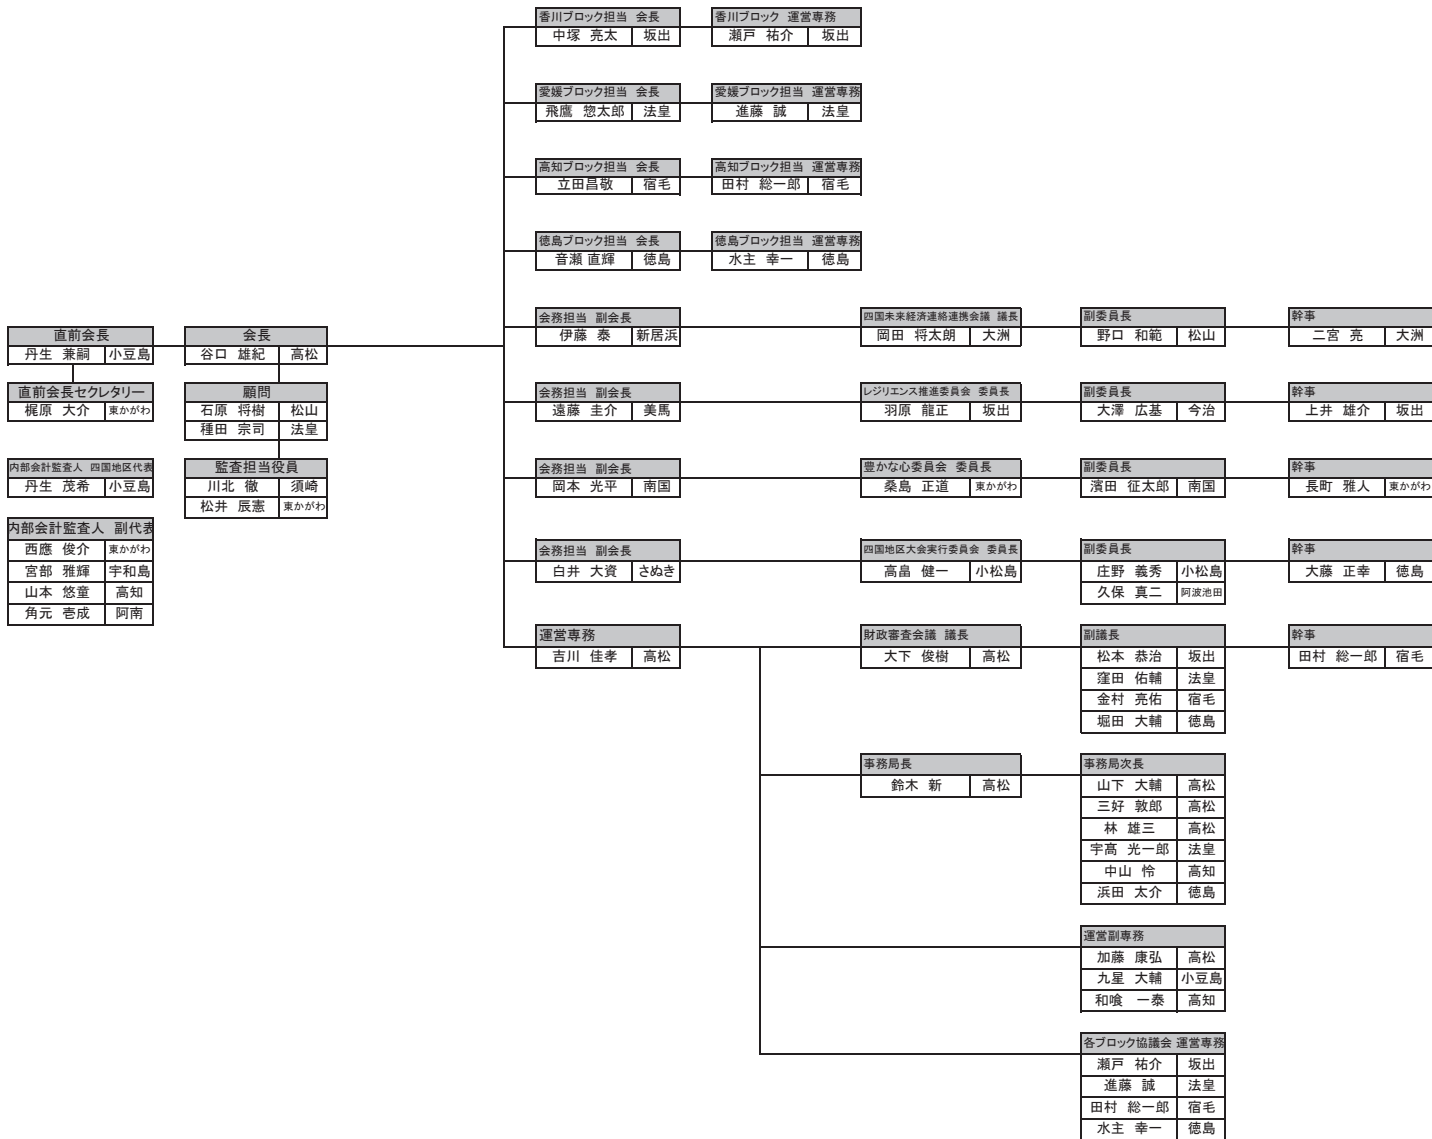 香川ブロック担当 会長
中塚 亮太 坂出
香川ブロック 運営専務
瀬戸 祐介 坂出
愛媛ブロック担当 会長
飛鷹 惣太郎 法皇
愛媛ブロック担当 運営専務
進藤 誠 法皇
高知ブロック担当 会長
立田昌敬 宿毛
高知ブロック担当 運営専務
田村 総一郎 宿毛
徳島ブロック担当 会長
音瀬 直輝 徳島
徳島ブロック担当 運営専務
水主 幸一 徳島
直前会長
丹生 兼嗣 小豆島
直前会長セクレタリー
梶原 大介 東かがわ
内部会計監査人 四国地区代表
丹生 茂希 小豆島
内部会計監査人 副代表
西應 俊介 東かがわ
宮部 雅輝 宇和島
山本 悠童 高知
角元 壱成 阿南
会長
谷口 雄紀 高松
顧問
石原 将樹 松山
種田 宗司 法皇
監査担当役員
川北 徹 須崎
松井 辰憲 東かがわ
会務担当 副会長
伊藤 泰 新居浜
四国未来経済連絡連携会議 議長
岡田 将太朗 大洲
副委員長
野口 和範 松山
幹事
二宮 亮 大洲
会務担当 副会長
遠藤 圭介 美馬
レジリエンス推進委員会 委員長
羽原 龍正 坂出
副委員長
大澤 広基 今治
幹事
上井 雄介 坂出
会務担当 副会長
岡本 光平 南国
豊かな心委員会 委員長
桑島 正道 東かがわ
副委員長
濱田 征太郎 南国
幹事
長町 雅人 東かがわ
会務担当 副会長
白井 大資 さぬき
四国地区大会実行委員会 委員長
高畠 健一 小松島
副委員長
庄野 義秀 小松島
久保 真二 阿波池田
幹事
大藤 正幸 徳島
運営専務
吉川 佳孝 高松
財政審査会議 議長
大下 俊樹 高松
副議長
松本 恭治 坂出
窪田 佑輔 法皇
金村 亮佑 宿毛
堀田 大輔 徳島
幹事
田村 総一郎 宿毛
事務局長
鈴木 新 高松
事務局次長
山下 大輔 高松
三好 敦郎 高松
林 雄三 高松
宇髙 光一郎 法皇
中山 怜 高知
浜田 太介 徳島
運営副専務
加藤 康弘 高松
九星 大輔 小豆島
和喰 一泰 高知
各ブロック協議会 運営専務
瀬戸 祐介 坂出
進藤 誠 法皇
田村 総一郎 宿毛
水主 幸一 徳島